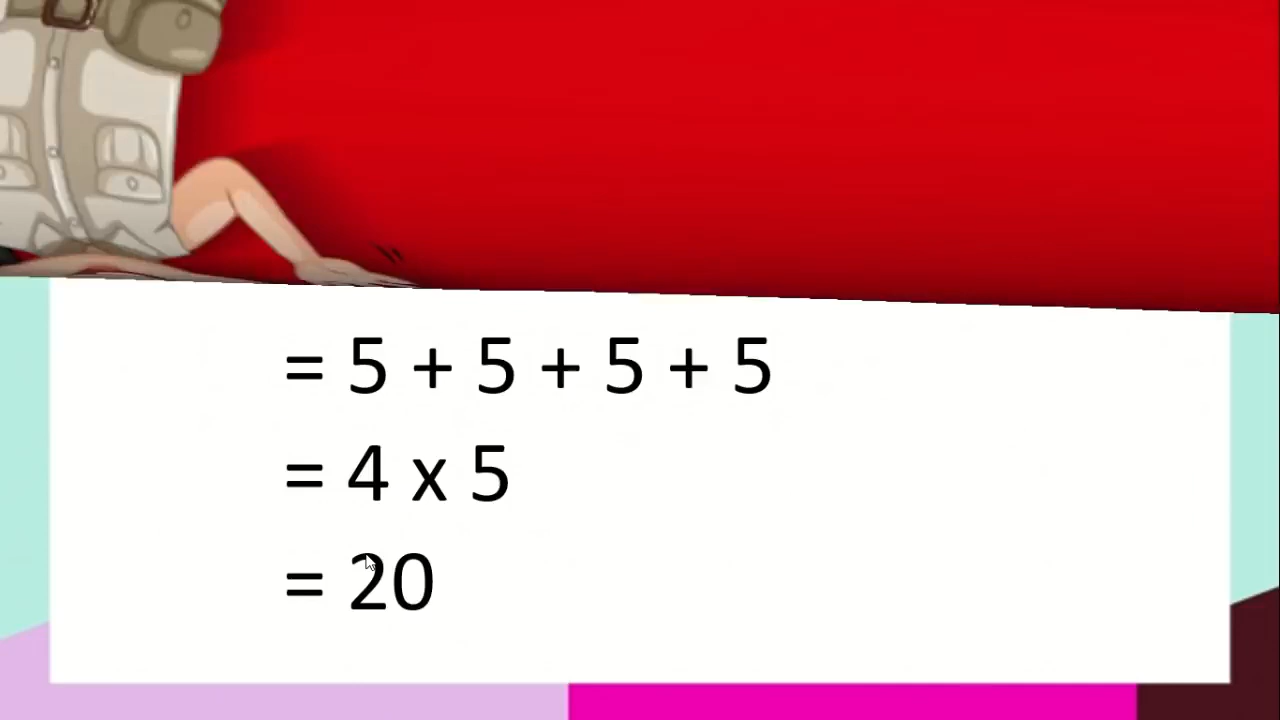 = 5 + 5 + 5 + 5
= 4 x 5
= 20